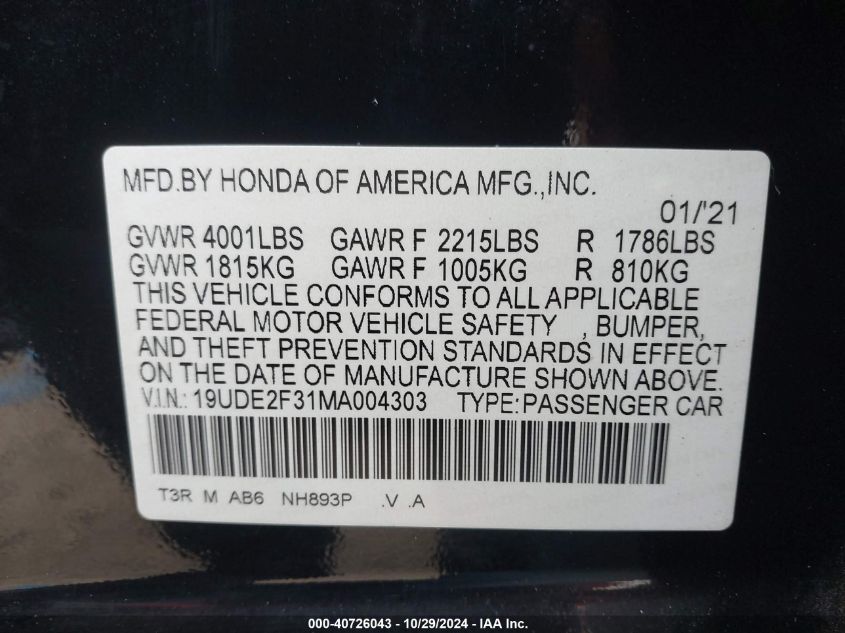 MFD.BY HONDA OF AMERICA MFG.,INC.
01/'21
GVWR 4001LBS GAWR F 2215LBS R 1786LBS
GVWR 1815KG GAWR F 1005KG R 810KG
THIS VEHICLE CONFORMS TO ALL APPLICABLE
FEDERAL MOTOR VEHICLE SAFETY , BUMPER,
AND THEFT PREVENTION STANDARDS IN EFFECT
ON THE DATE OF MANUFACTURE SHOWN ABOVE.
V.I.N.: 19UDE2F31MA004303 TYPE:PASSENGER CAR
T3R M AB6 NH893P .V .A
000-40726043 - 10/29/2024 - IAA Inc.